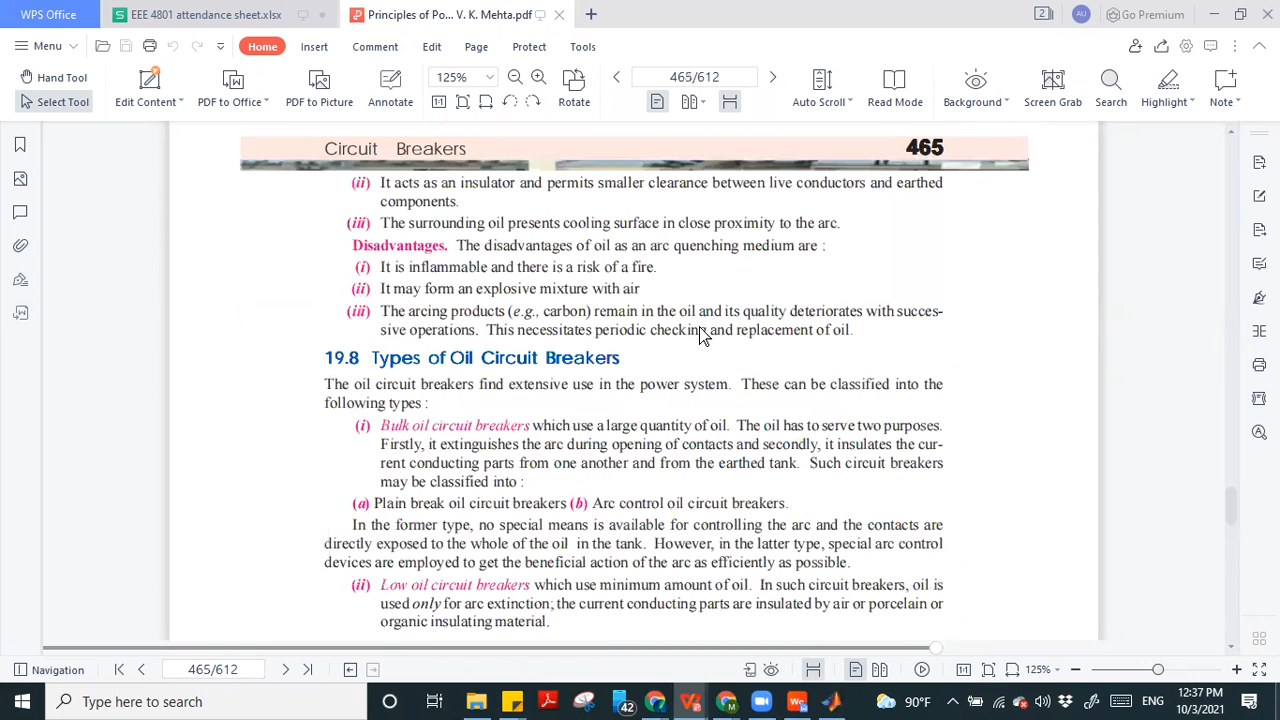 WPS Office
EEE 4801 attendance sheet.xlsx
Principles of Po... V. K. Mehta.pdf
2
AU
Go Premium
Menu
Home
Insert
Comment
Edit
Page
Protect
Tools
Hand Tool
Select Tool
Edit Content
PDF to Office
PDF to Picture
Annotate
125%
Rotate
465/612
Auto Scroll
Read Mode
Background
Screen Grab
Search
Highlight
Note
Circuit Breakers 465
(ii) It acts as an insulator and permits smaller clearance between live conductors and earthed
components.
(iii) The surrounding oil presents cooling surface in close proximity to the arc.
Disadvantages. The disadvantages of oil as an arc quenching medium are :
(i) It is inflammable and there is a risk of a fire.
(ii) It may form an explosive mixture with air
(iii) The arcing products (e.g., carbon) remain in the oil and its quality deteriorates with succes-
sive operations. This necessitates periodic checking and replacement of oil.
19.8 Types of Oil Circuit Breakers
The oil circuit breakers find extensive use in the power system. These can be classified into the
following types :
(i) Bulk oil circuit breakers which use a large quantity of oil. The oil has to serve two purposes.
Firstly, it extinguishes the arc during opening of contacts and secondly, it insulates the cur-
rent conducting parts from one another and from the earthed tank. Such circuit breakers
may be classified into :
(a) Plain break oil circuit breakers (b) Arc control oil circuit breakers.
In the former type, no special means is available for controlling the arc and the contacts are
directly exposed to the whole of the oil in the tank. However, in the latter type, special arc control
devices are employed to get the beneficial action of the arc as efficiently as possible.
(ii) Low oil circuit breakers which use minimum amount of oil. In such circuit breakers, oil is
used only for arc extinction; the current conducting parts are insulated by air or porcelain or
organic insulating material.
Navigation
465/612
125%
Type here to search
42
90°F
ENG
12:37 PM
10/3/2021